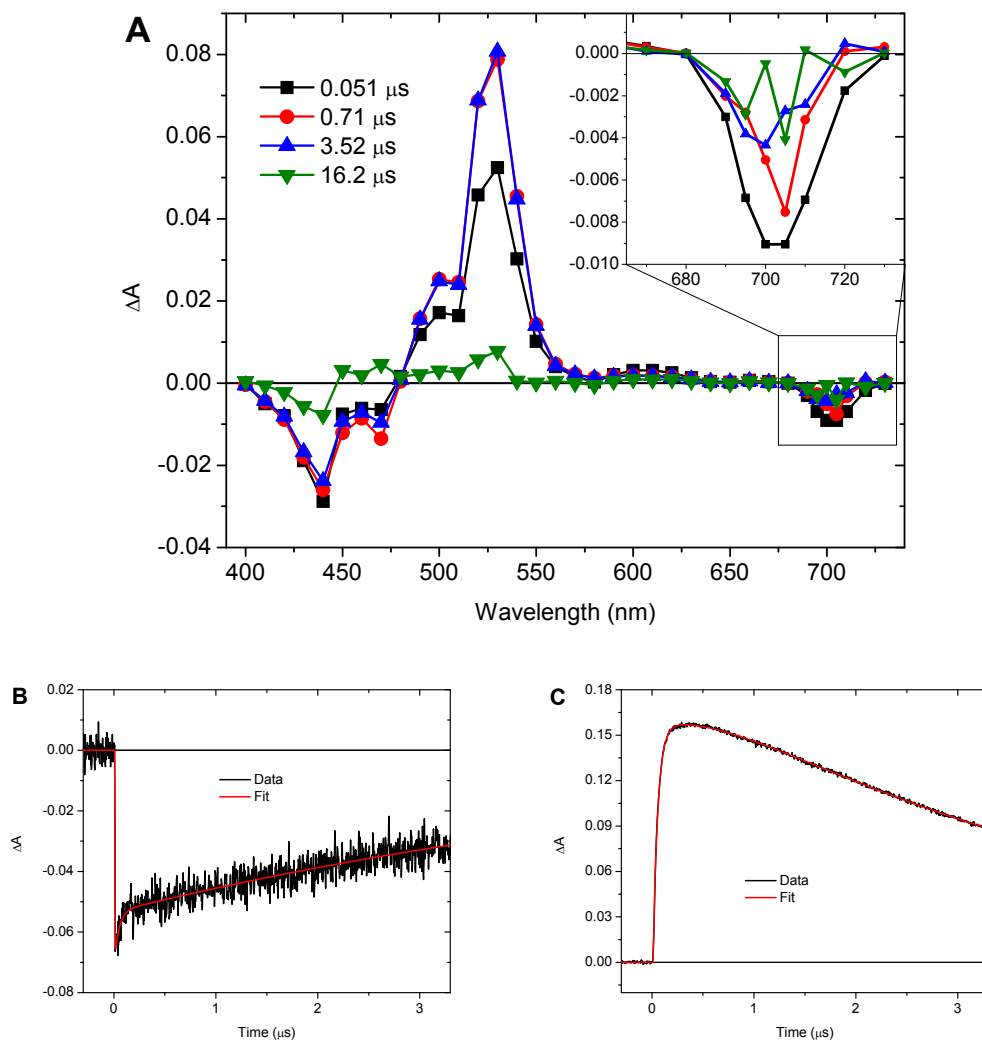 A
0.08
0.06
0.04
0.02
0.00
-0.02
-0.04
ΔA
0.051 μs
0.71 μs
3.52 μs
16.2 μs
0.000
-0.002
-0.004
-0.006
-0.008
-0.010
680 700 720
400 450 500 550 600 650 700
Wavelength (nm)
B
0.02
0.00
-0.02
-0.04
-0.06
-0.08
ΔA
Data
Fit
0 1 2 3
Time (μs)
C
0.18
0.15
0.12
0.09
0.06
0.03
0.00
ΔA
Data
Fit
0 1 2 3
Time (μs)